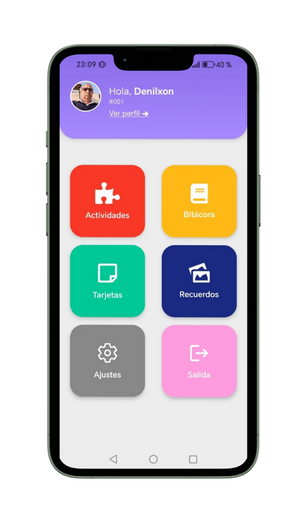 23:09
40 %
Hola, Denilxon
#001
Ver perfil ➔
Actividades
Bitácora
Tarjetas
Recuerdos
Ajustes
Salida